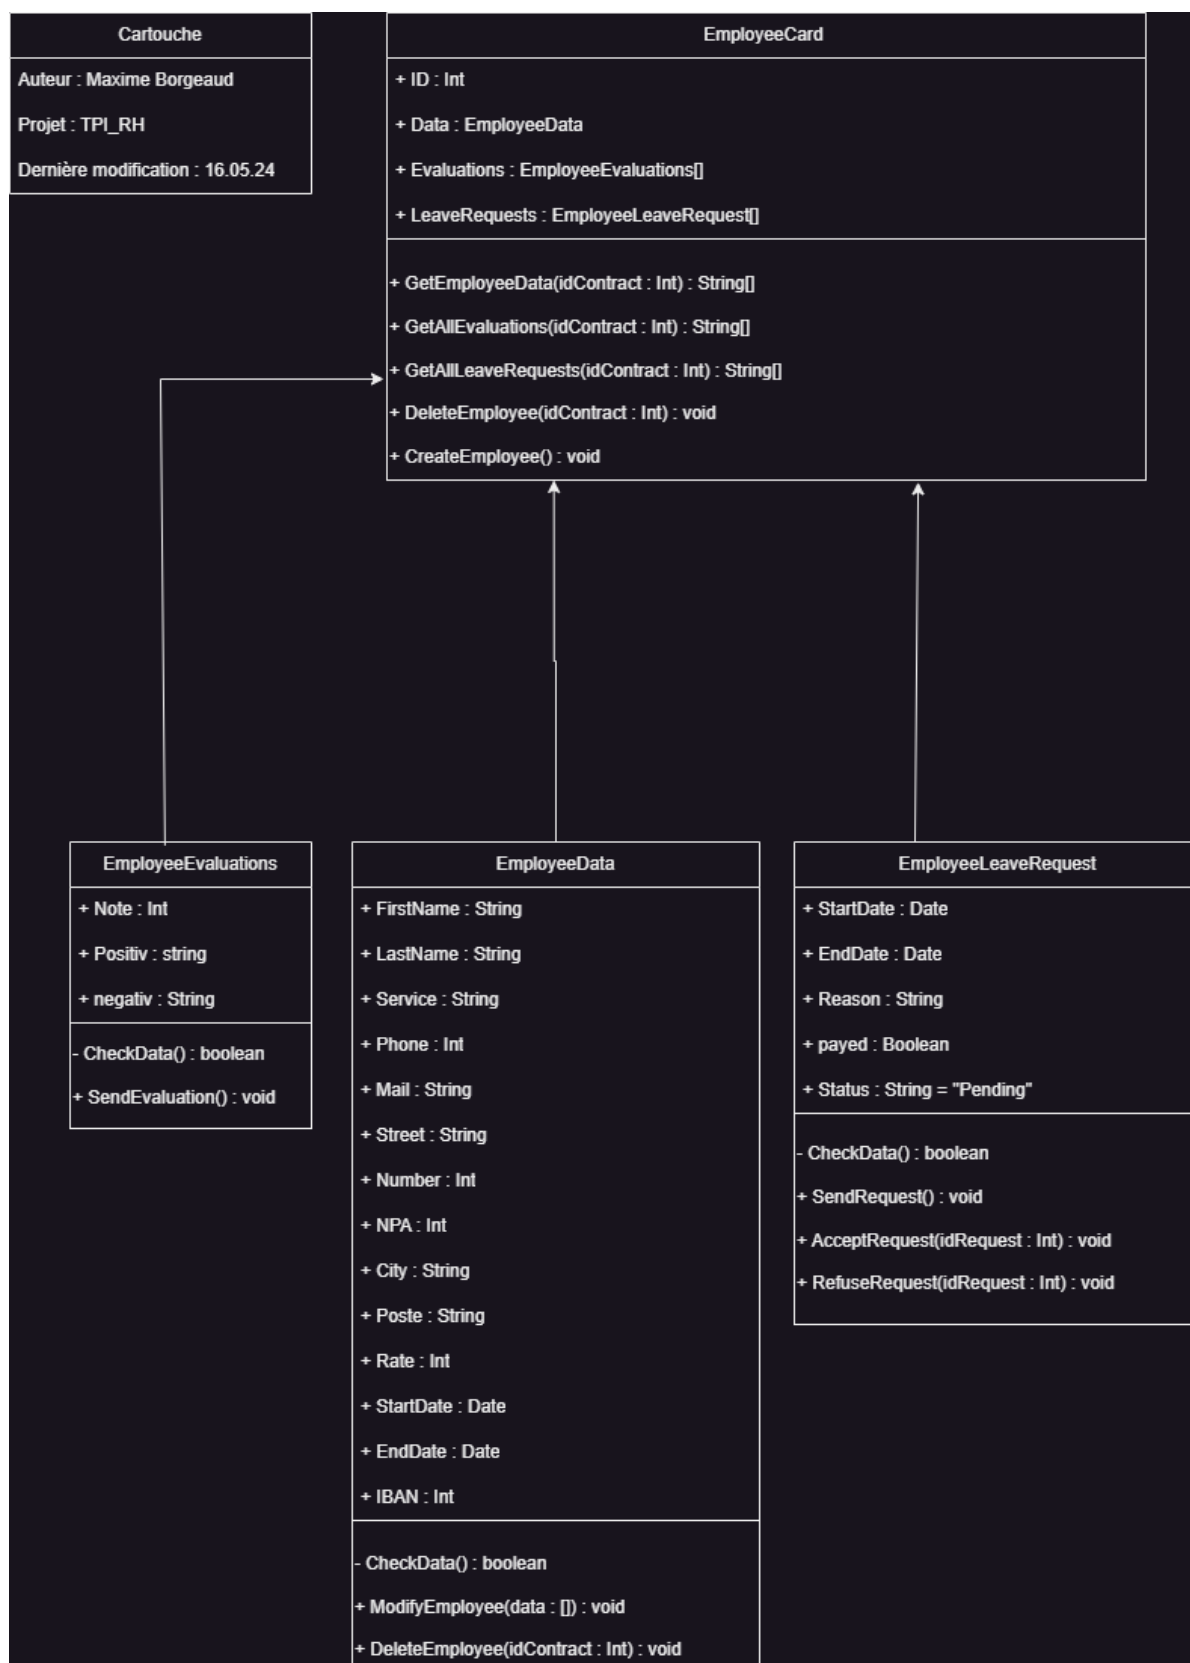 Cartouche
Auteur : Maxime Borgeaud
Projet : TPI_RH
Dernière modification : 16.05.24
EmployeeCard
+ ID : Int
+ Data : EmployeeData
+ Evaluations : EmployeeEvaluations[]
+ LeaveRequests : EmployeeLeaveRequest[]
+ GetEmployeeData(idContract : Int) : String[]
+ GetAllEvaluations(idContract : Int) : String[]
+ GetAllLeaveRequests(idContract : Int) : String[]
+ DeleteEmployee(idContract : Int) : void
+ CreateEmployee() : void
EmployeeEvaluations
+ Note : Int
+ Positiv : string
+ negativ : String
- CheckData() : boolean
+ SendEvaluation() : void
EmployeeData
+ FirstName : String
+ LastName : String
+ Service : String
+ Phone : Int
+ Mail : String
+ Street : String
+ Number : Int
+ NPA : Int
+ City : String
+ Poste : String
+ Rate : Int
+ StartDate : Date
+ EndDate : Date
+ IBAN : Int
- CheckData() : boolean
+ ModifyEmployee(data : []) : void
+ DeleteEmployee(idContract : Int) : void
EmployeeLeaveRequest
+ StartDate : Date
+ EndDate : Date
+ Reason : String
+ payed : Boolean
+ Status : String = "Pending"
- CheckData() : boolean
+ SendRequest() : void
+ AcceptRequest(idRequest : Int) : void
+ RefuseRequest(idRequest : Int) : void